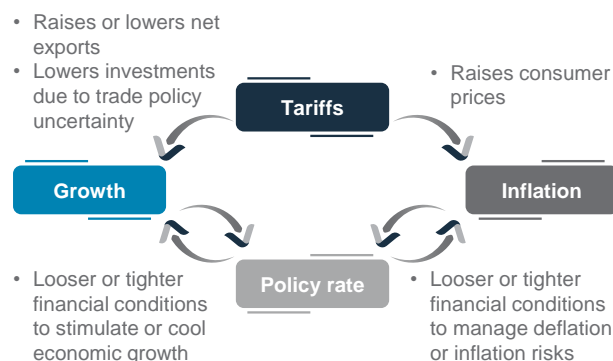 • Raises or lowers net
exports
• Lowers investments
due to trade policy
uncertainty
Tariffs
• Raises consumer
prices
Growth
Inflation
Policy rate
• Looser or tighter
financial conditions
to stimulate or cool
economic growth
• Looser or tighter
financial conditions
to manage deflation
or inflation risks